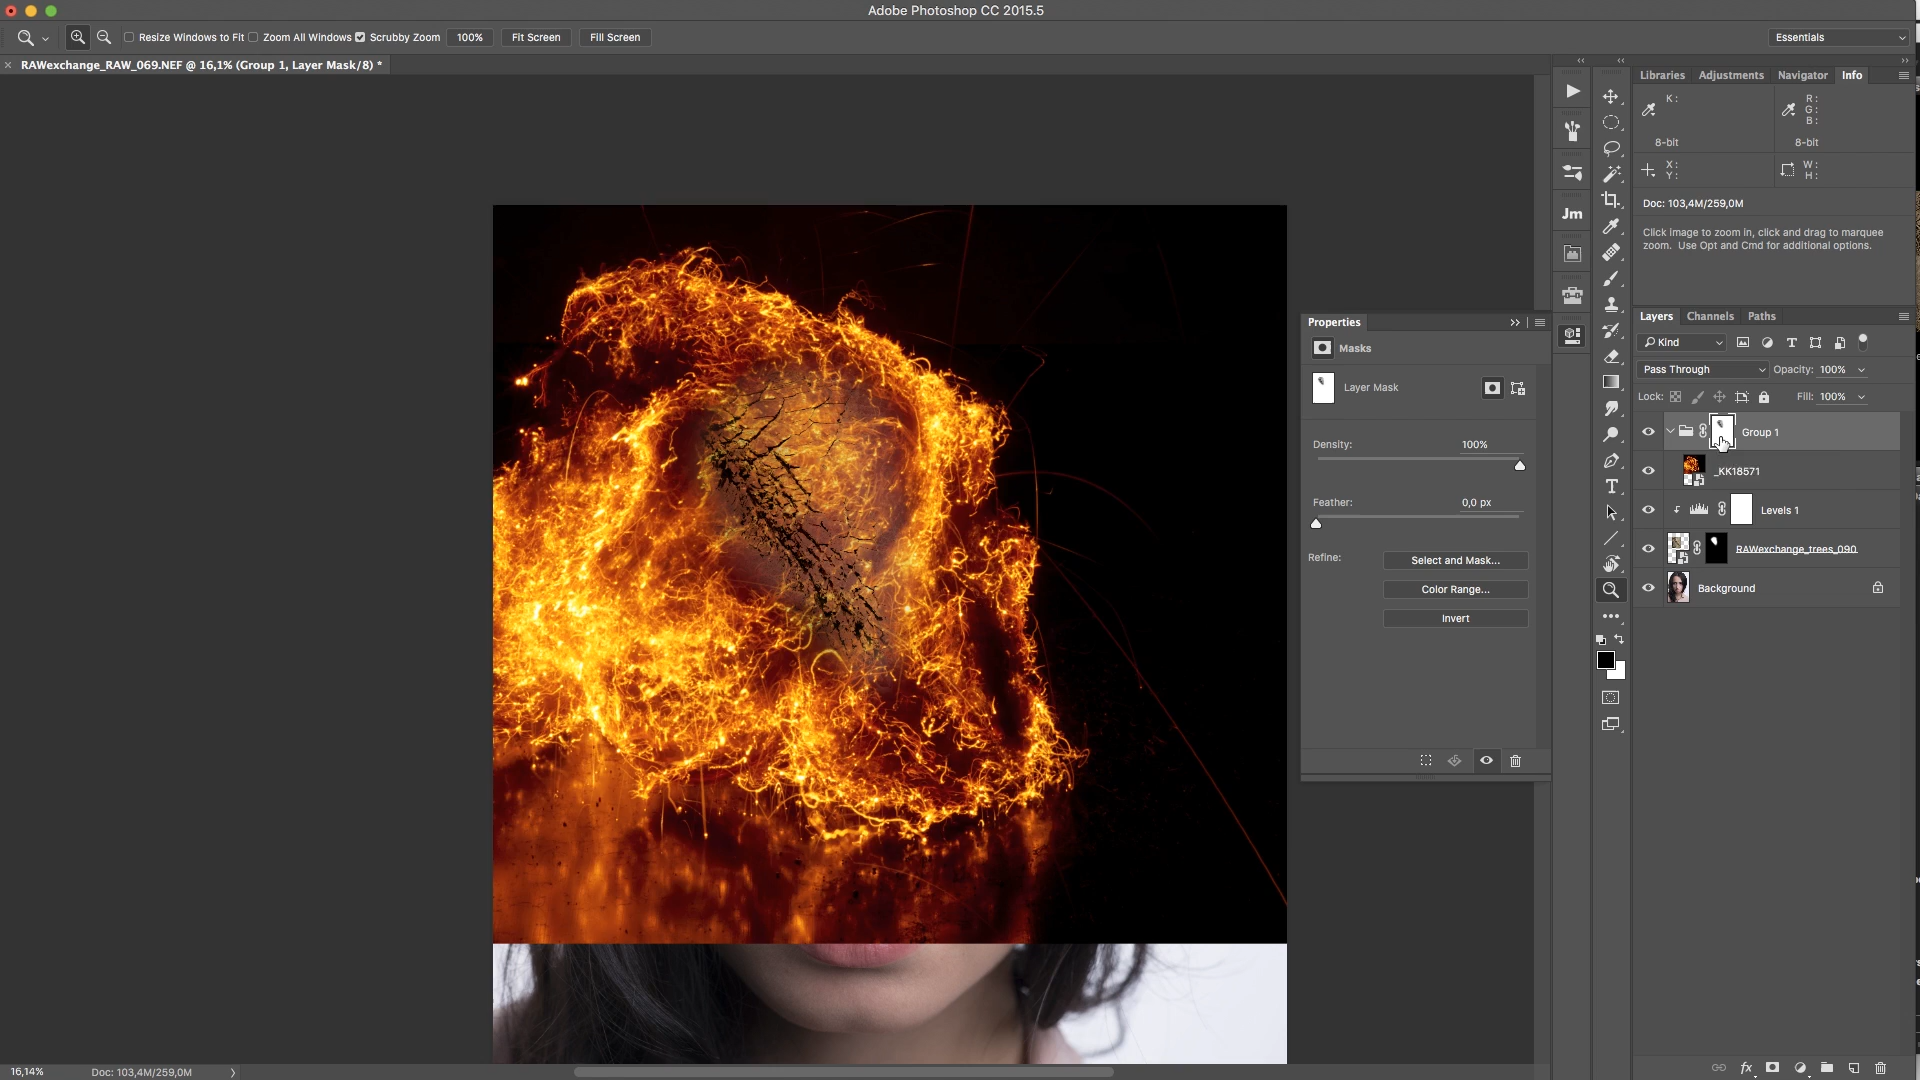 Adobe Photoshop CC 2015.5
Resize Windows to Fit Zoom All Windows Scrubby Zoom 100% Fit Screen Fill Screen Essentials
RAWexchange_RAW_069.NEF @ 16,1% (Group 1, Layer Mask/8) *
Libraries Adjustments Navigator Info
K:
R:
G:
B:
8-bit 8-bit
X:
Y:
W:
H:
Doc: 103,4M/259,0M
Click image to zoom in, click and drag to marquee
zoom. Use Opt and Cmd for additional options.
Jm
Properties
Masks
Layer Mask
Density: 100%
Feather: 0,0 px
Refine: Select and Mask...
Color Range...
Invert
Layers Channels Paths
Kind
Pass Through Opacity: 100%
Lock: Fill: 100%
Group 1
_KK18571
Levels 1
RAWexchange_trees_090
Background
fx
16,14% Doc: 103,4M/259,0M